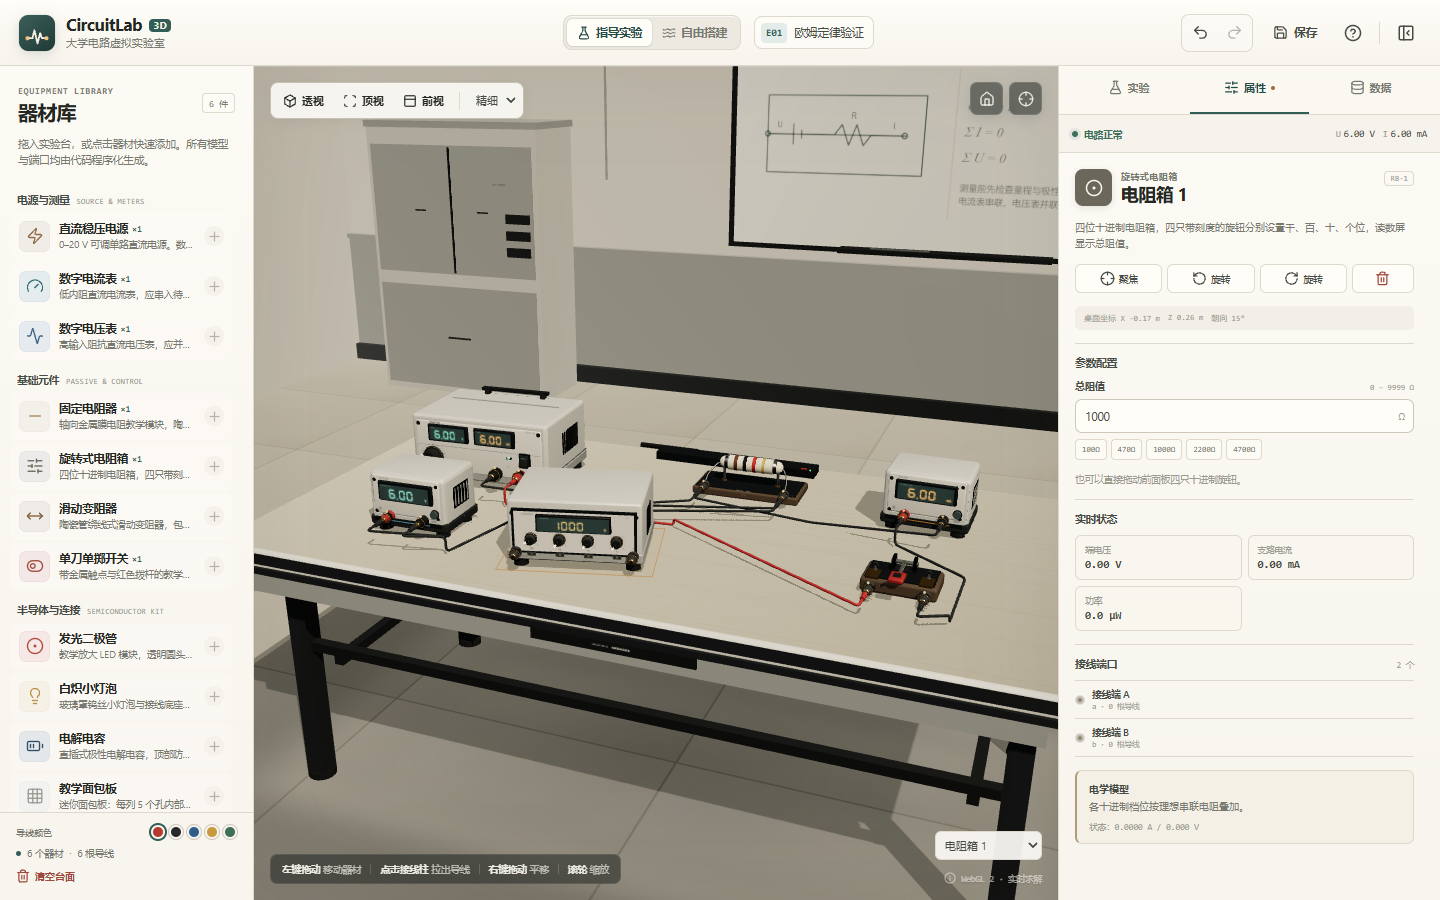 CircuitLab 3D
大学电路虚拟实验室
指导实验
自由搭建
E01 欧姆定律验证
保存
EQUIPMENT LIBRARY
器材库
6 件
拖入实验台，或点击器材快速添加。所有模型
与端口均由代码程序化生成。
电源与测量 SOURCE & METERS
直流稳压电源 ×1
0–20 V 可调单路直流电源。数...
数字电流表 ×1
低内阻直流电流表，应串入待...
数字电压表 ×1
高输入阻抗直流电压表，应并...
基础元件 PASSIVE & CONTROL
固定电阻器 ×1
轴向金属膜电阻教学模块，陶...
旋转式电阻箱 ×1
四位十进制电阻箱，四只带刻...
滑动变阻器
陶瓷管绕线式滑动变阻器，包...
单刀单掷开关 ×1
带金属触点与红色拨杆的教学...
半导体与连接 SEMICONDUCTOR KIT
发光二极管
教学放大 LED 模块，透明圆头...
白炽小灯泡
玻璃罩钨丝小灯泡与接线底座...
电解电容
直插式极性电解电容，顶部防...
教学面包板
迷你面包板：每列 5 个孔内部...
导线颜色
6 个器材 · 6 根导线
清空台面
透视
顶视
前视
精细
U
R
I
Σ I = 0
Σ U = 0
测量前先检查量程与极性
电流表串联，电压表并联
6.00
6.00
6.00
1000
6.00
左键拖动 移动器材
点击接线柱 拉出导线
右键拖动 平移
滚轮 缩放
电阻箱 1
WebGL 2 · 实时求解
实验
属性
数据
电路正常
U 6.00 V I 6.00 mA
旋转式电阻箱
电阻箱 1
RB-1
四位十进制电阻箱，四只带刻度的旋钮分别设置千、百、十、个位，读数屏
显示总阻值。
聚焦
旋转
旋转
桌面坐标 X -0.17 m Z 0.26 m 朝向 15°
参数配置
总阻值
0 – 9999 Ω
1000
Ω
100Ω
470Ω
1000Ω
2200Ω
4700Ω
也可以直接拖动前面板四只十进制旋钮。
实时状态
端电压
0.00 V
支路电流
0.00 mA
功率
0.0 μW
接线端口
2 个
接线端 A
a · 0 根导线
接线端 B
b · 0 根导线
电学模型
各十进制档位按理想串联电阻叠加。
状态：0.0000 A / 0.000 V